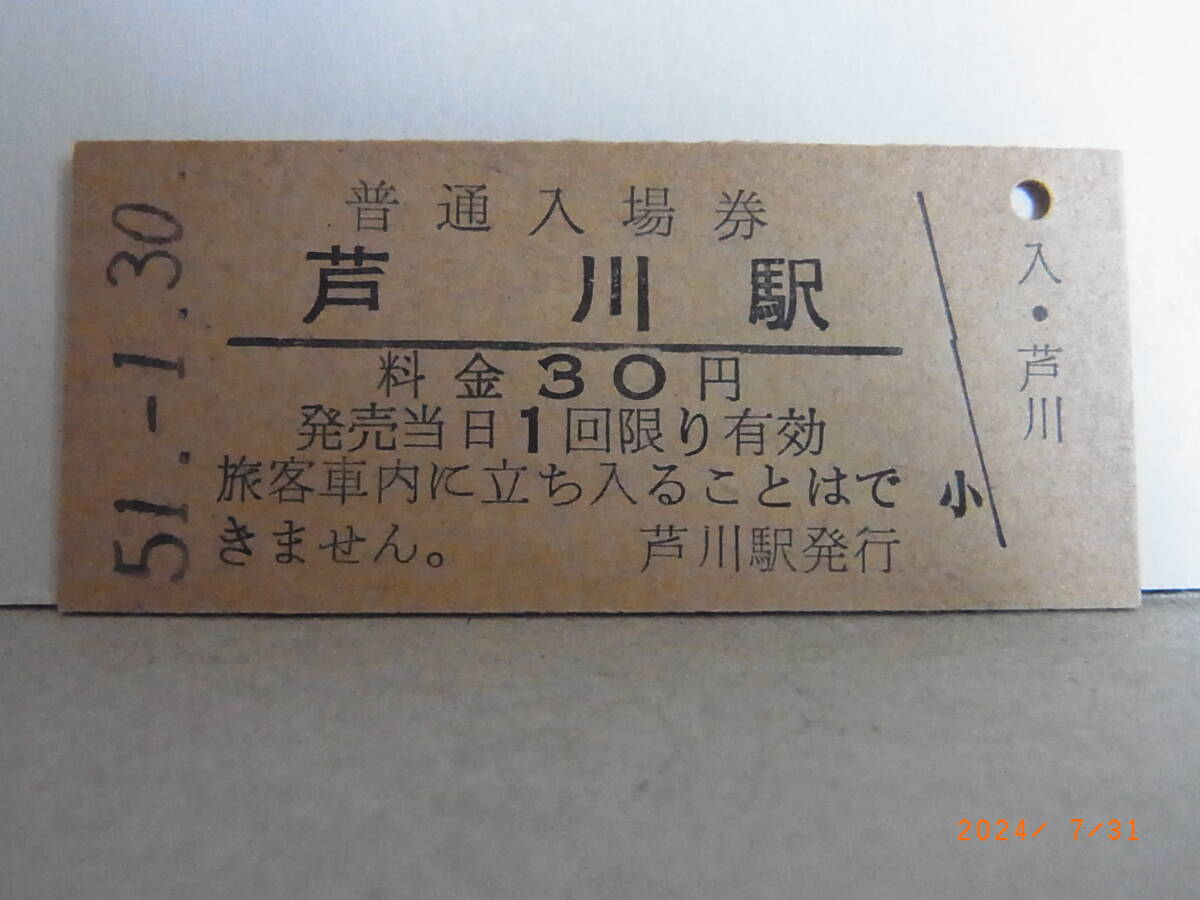 51.-1.30.
普通入場券
芦川駅
料金30円
発売当日1回限り有効
旅客車内に立ち入ることはで
きません。
芦川駅発行
小
入・芦川
2024/ 7/31